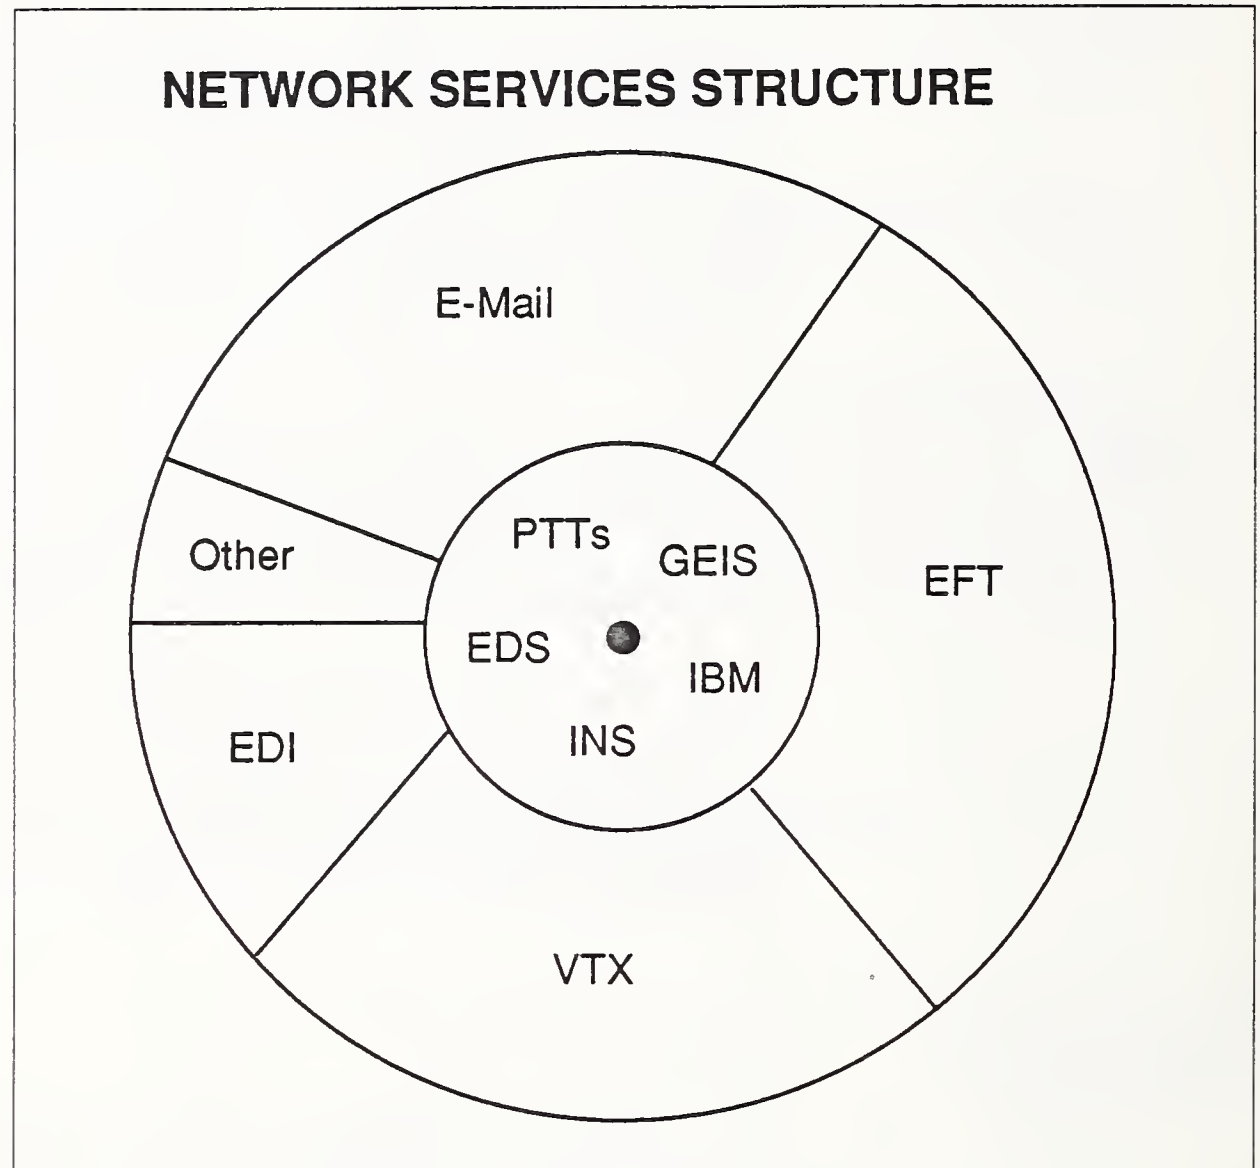 NETWORK SERVICES STRUCTURE
E-Mail
PTTs
GEIS
Other
EFT
EDS
IBM
INS
EDI
VTX